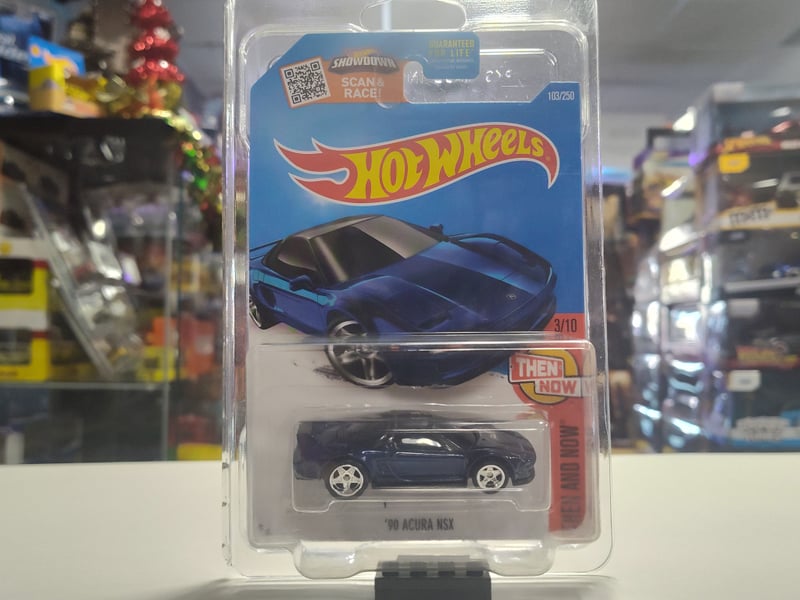 SHOWDOWN
SCAN &
RACE!
GUARANTEED
FOR LIFE
103/250
HOT WHEELS
3/10
THEN
NOW
THEN AND NOW
'90 ACURA NSX